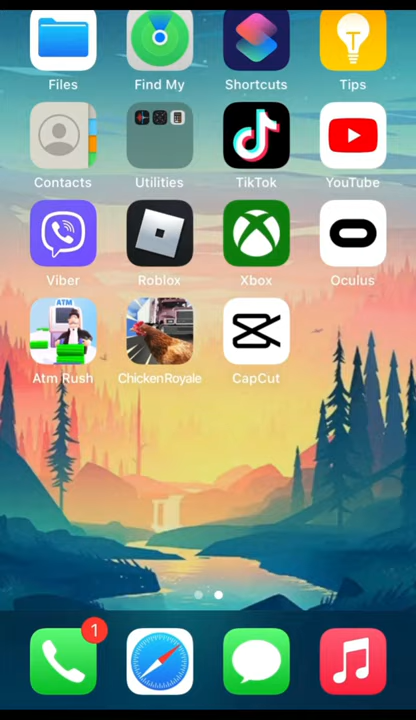 Files Find My Shortcuts Tips
Contacts Utilities TikTok YouTube
Viber Roblox Xbox Oculus
ATM
Atm Rush ChickenRoyale CapCut
1